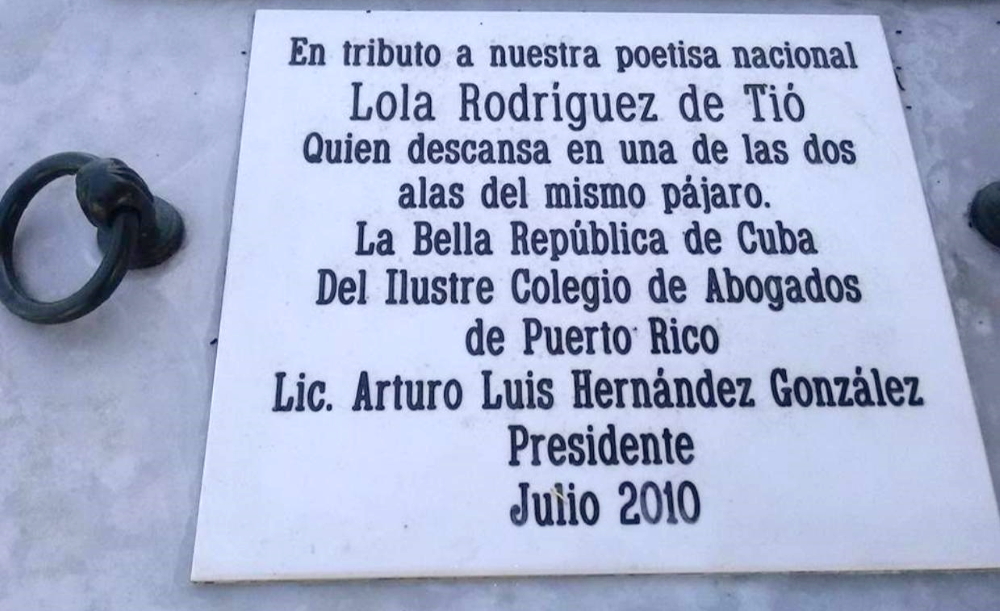 En tributo a nuestra poetisa nacional
Lola Rodríguez de Tió
Quien descansa en una de las dos
alas del mismo pájaro.
La Bella República de Cuba
Del Ilustre Colegio de Abogados
de Puerto Rico
Lic. Arturo Luis Hernández González
Presidente
Julio 2010